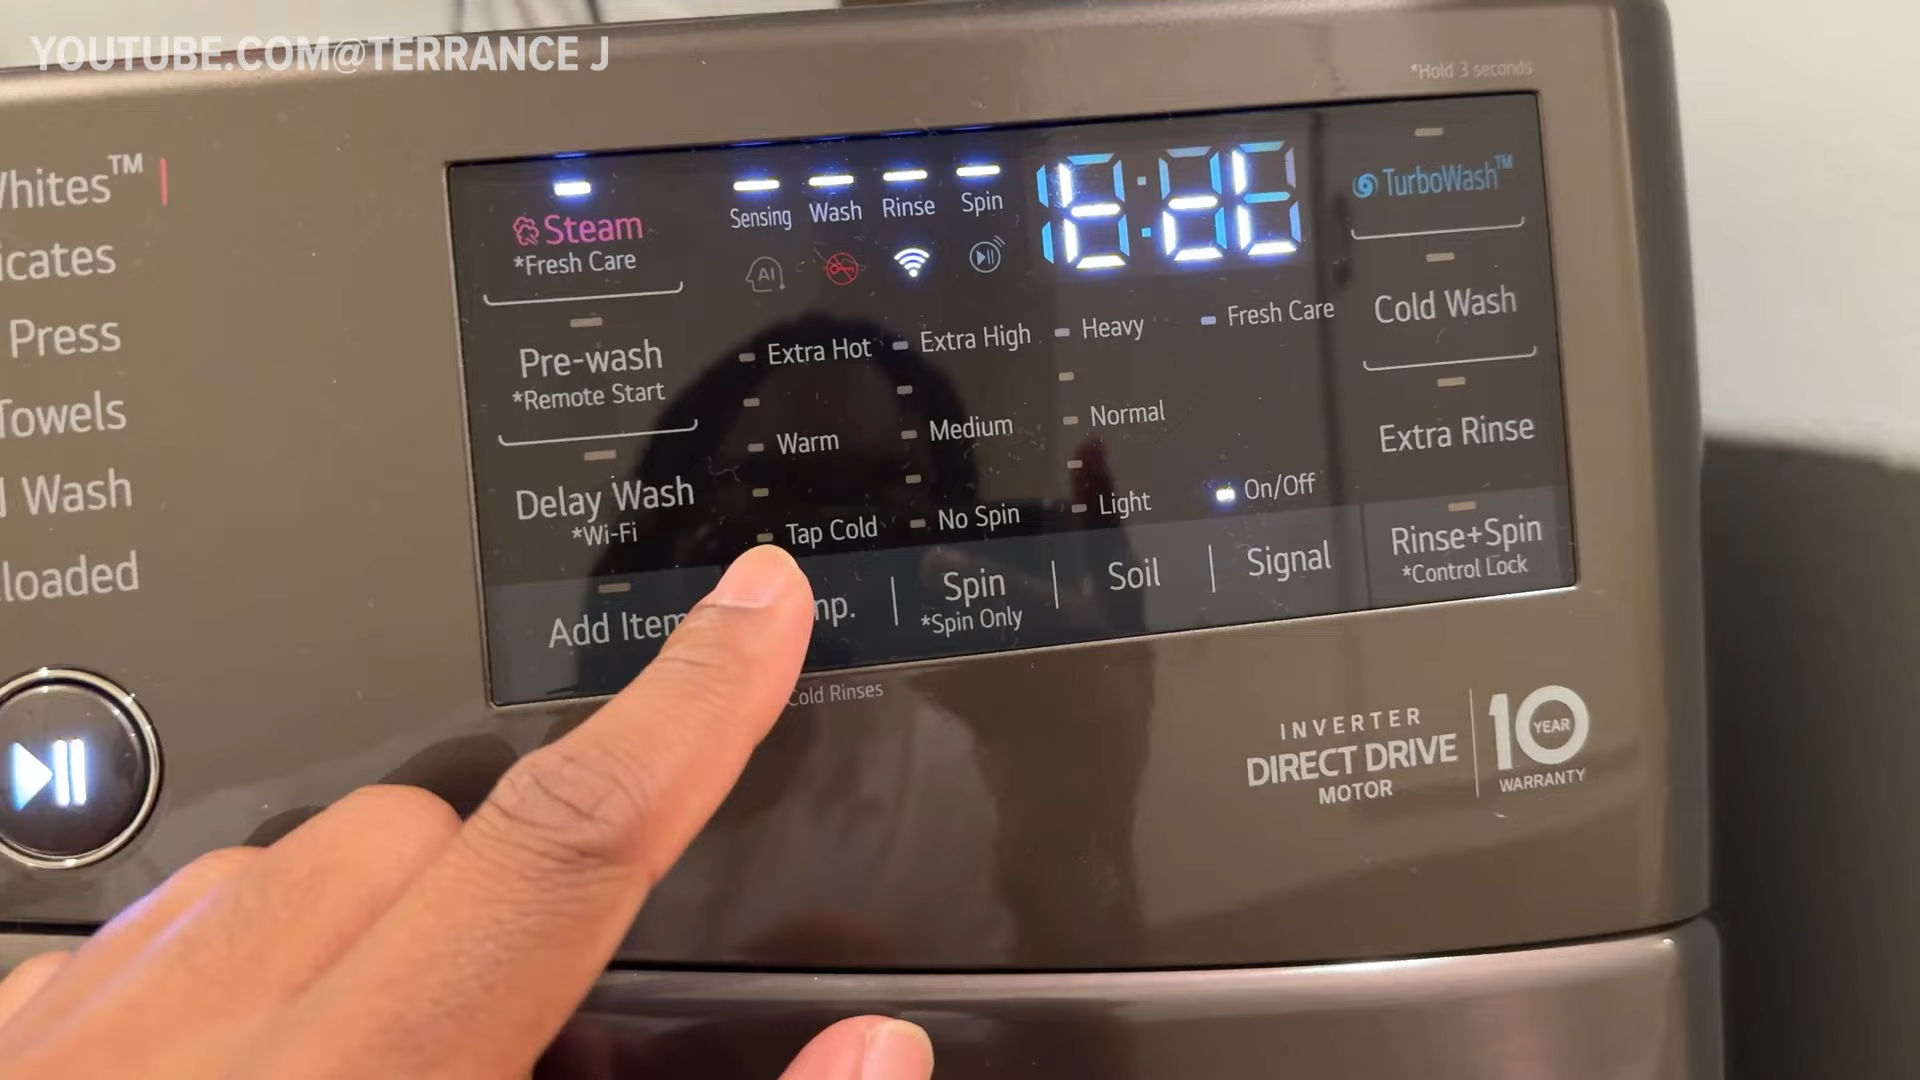 YOUTUBE.COM@TERRANCE J
*Hold 3 seconds
Whites™
icates
Press
Towels
Wash
loaded
Steam
*Fresh Care
Pre-wash
*Remote Start
Delay Wash
*Wi-Fi
Add Item
Sensing
Wash
Rinse
Spin
AI
tcL
Extra Hot
Warm
Tap Cold
Extra High
Medium
No Spin
Heavy
Normal
Light
Fresh Care
On/Off
mp.
Spin
*Spin Only
Soil
Signal
TurboWash™
Cold Wash
Extra Rinse
Rinse+Spin
*Control Lock
Cold Rinses
INVERTER
DIRECT DRIVE
MOTOR
10
YEAR
WARRANTY